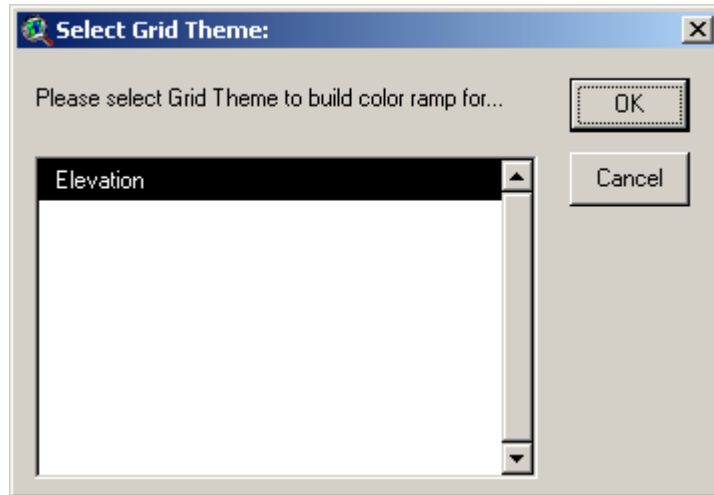 Select Grid Theme:
Please select Grid Theme to build color ramp for...
OK
Elevation
Cancel